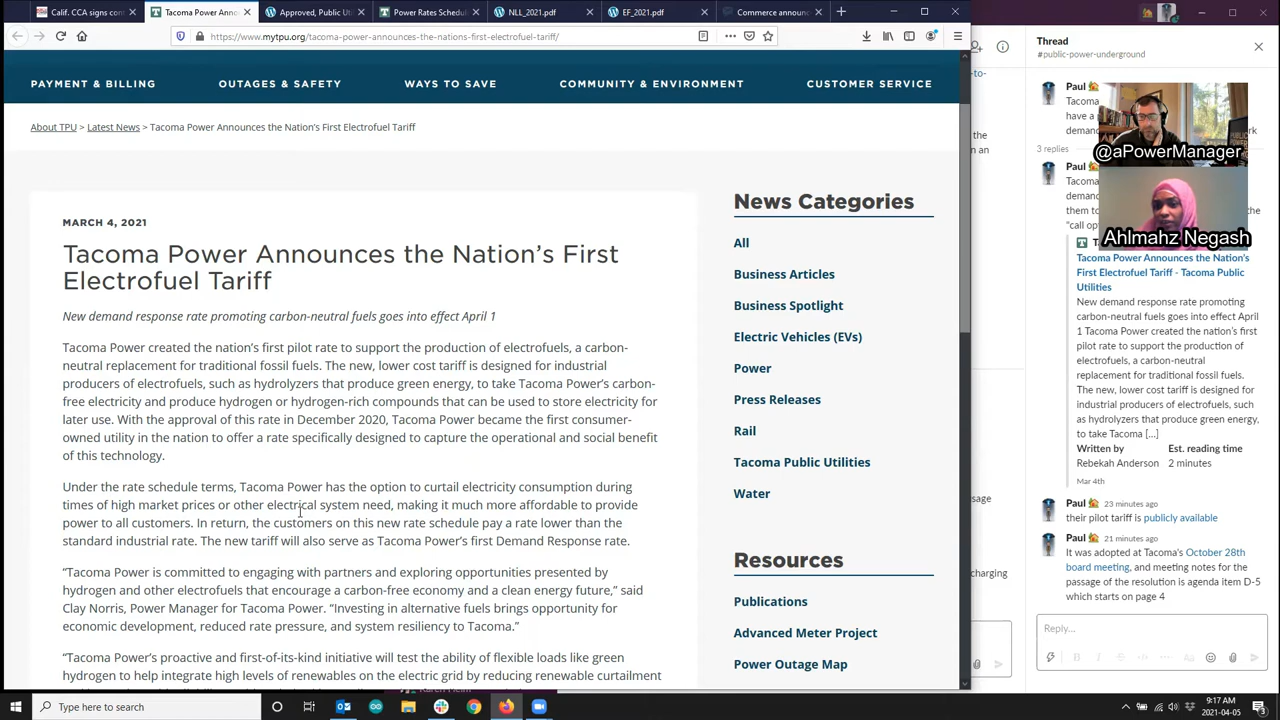 Calif. CCA signs com
Tacoma Power Anno
Approved, Public Uti
Power Rates Schedul
NLL_2021.pdf
EF_2021.pdf
Commerce announc
https://www.mytpu.org/tacoma-power-announces-the-nations-first-electrofuel-tariff/
PAYMENT & BILLING
OUTAGES & SAFETY
WAYS TO SAVE
COMMUNITY & ENVIRONMENT
CUSTOMER SERVICE
About TPU > Latest News > Tacoma Power Announces the Nation's First Electrofuel Tariff
MARCH 4, 2021
Tacoma Power Announces the Nation's First
Electrofuel Tariff
New demand response rate promoting carbon-neutral fuels goes into effect April 1
Tacoma Power created the nation's first pilot rate to support the production of electrofuels, a carbon-
neutral replacement for traditional fossil fuels. The new, lower cost tariff is designed for industrial
producers of electrofuels, such as hydrolyzers that produce green energy, to take Tacoma Power's carbon-
free electricity and produce hydrogen or hydrogen-rich compounds that can be used to store electricity for
later use. With the approval of this rate in December 2020, Tacoma Power became the first consumer-
owned utility in the nation to offer a rate specifically designed to capture the operational and social benefit
of this technology.
Under the rate schedule terms, Tacoma Power has the option to curtail electricity consumption during
times of high market prices or other electrical system need, making it much more affordable to provide
power to all customers. In return, the customers on this new rate schedule pay a rate lower than the
standard industrial rate. The new tariff will also serve as Tacoma Power's first Demand Response rate.
"Tacoma Power is committed to engaging with partners and exploring opportunities presented by
hydrogen and other electrofuels that encourage a carbon-free economy and a clean energy future," said
Clay Norris, Power Manager for Tacoma Power. "Investing in alternative fuels brings opportunity for
economic development, reduced rate pressure, and system resiliency to Tacoma."
"Tacoma Power's proactive and first-of-its-kind initiative will test the ability of flexible loads like green
hydrogen to help integrate high levels of renewables on the electric grid by reducing renewable curtailment
News Categories
All
Business Articles
Business Spotlight
Electric Vehicles (EVs)
Power
Press Releases
Rail
Tacoma Public Utilities
Water
Resources
Publications
Advanced Meter Project
Power Outage Map
-to-
the
n an
ssage
charging
Thread
#public-power-underground
Paul
Tacoma
have a
deman
rk
3 replies
Paul
Tacoma
deman
them to
the
"call op
@aPowerManager
Ahlmahz Negash
Tacoma Power Announces the Nation's
First Electrofuel Tariff - Tacoma Public
Utilities
New demand response rate promoting
carbon-neutral fuels goes into effect April
1 Tacoma Power created the nation's first
pilot rate to support the production of
electrofuels, a carbon-neutral
replacement for traditional fossil fuels.
The new, lower cost tariff is designed for
industrial producers of electrofuels, such
as hydrolyzers that produce green energy,
to take Tacoma […]
Written by Est. reading time
Rebekah Anderson 2 minutes
Mar 4th
Paul 23 minutes ago
their pilot tariff is publicly available
Paul 21 minutes ago
It was adopted at Tacoma's October 28th
board meeting, and meeting notes for the
passage of the resolution is agenda item D-5
which starts on page 4
Reply…
Type here to search
9:17 AM
2021-04-05